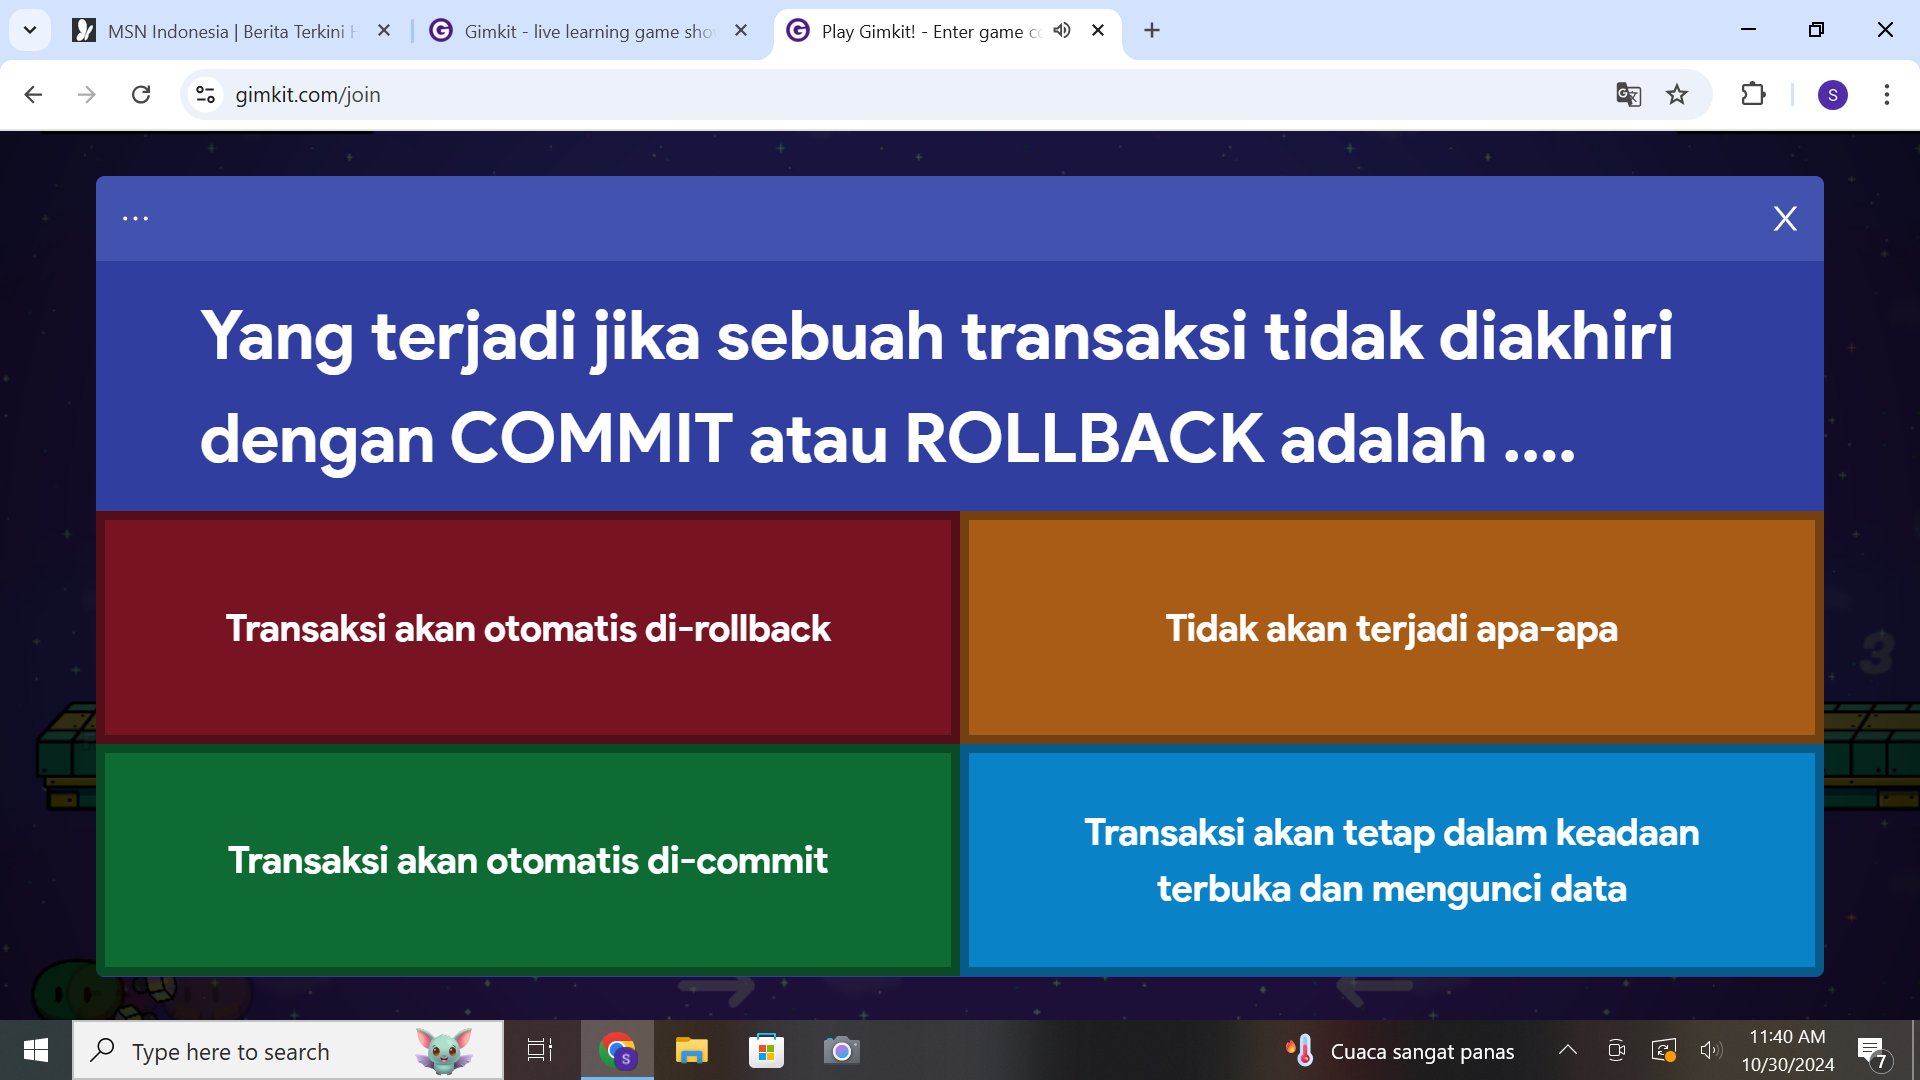 MSN Indonesia | Berita Terkini H
Gimkit - live learning game sho
Play Gimkit! - Enter game co
gimkit.com/join
S
...
X
Yang terjadi jika sebuah transaksi tidak diakhiri
dengan COMMIT atau ROLLBACK adalah ....
Transaksi akan otomatis di-rollback
Tidak akan terjadi apa-apa
3
Transaksi akan otomatis di-commit
Transaksi akan tetap dalam keadaan
terbuka dan mengunci data
Type here to search
S
Cuaca sangat panas
11:40 AM
10/30/2024
7